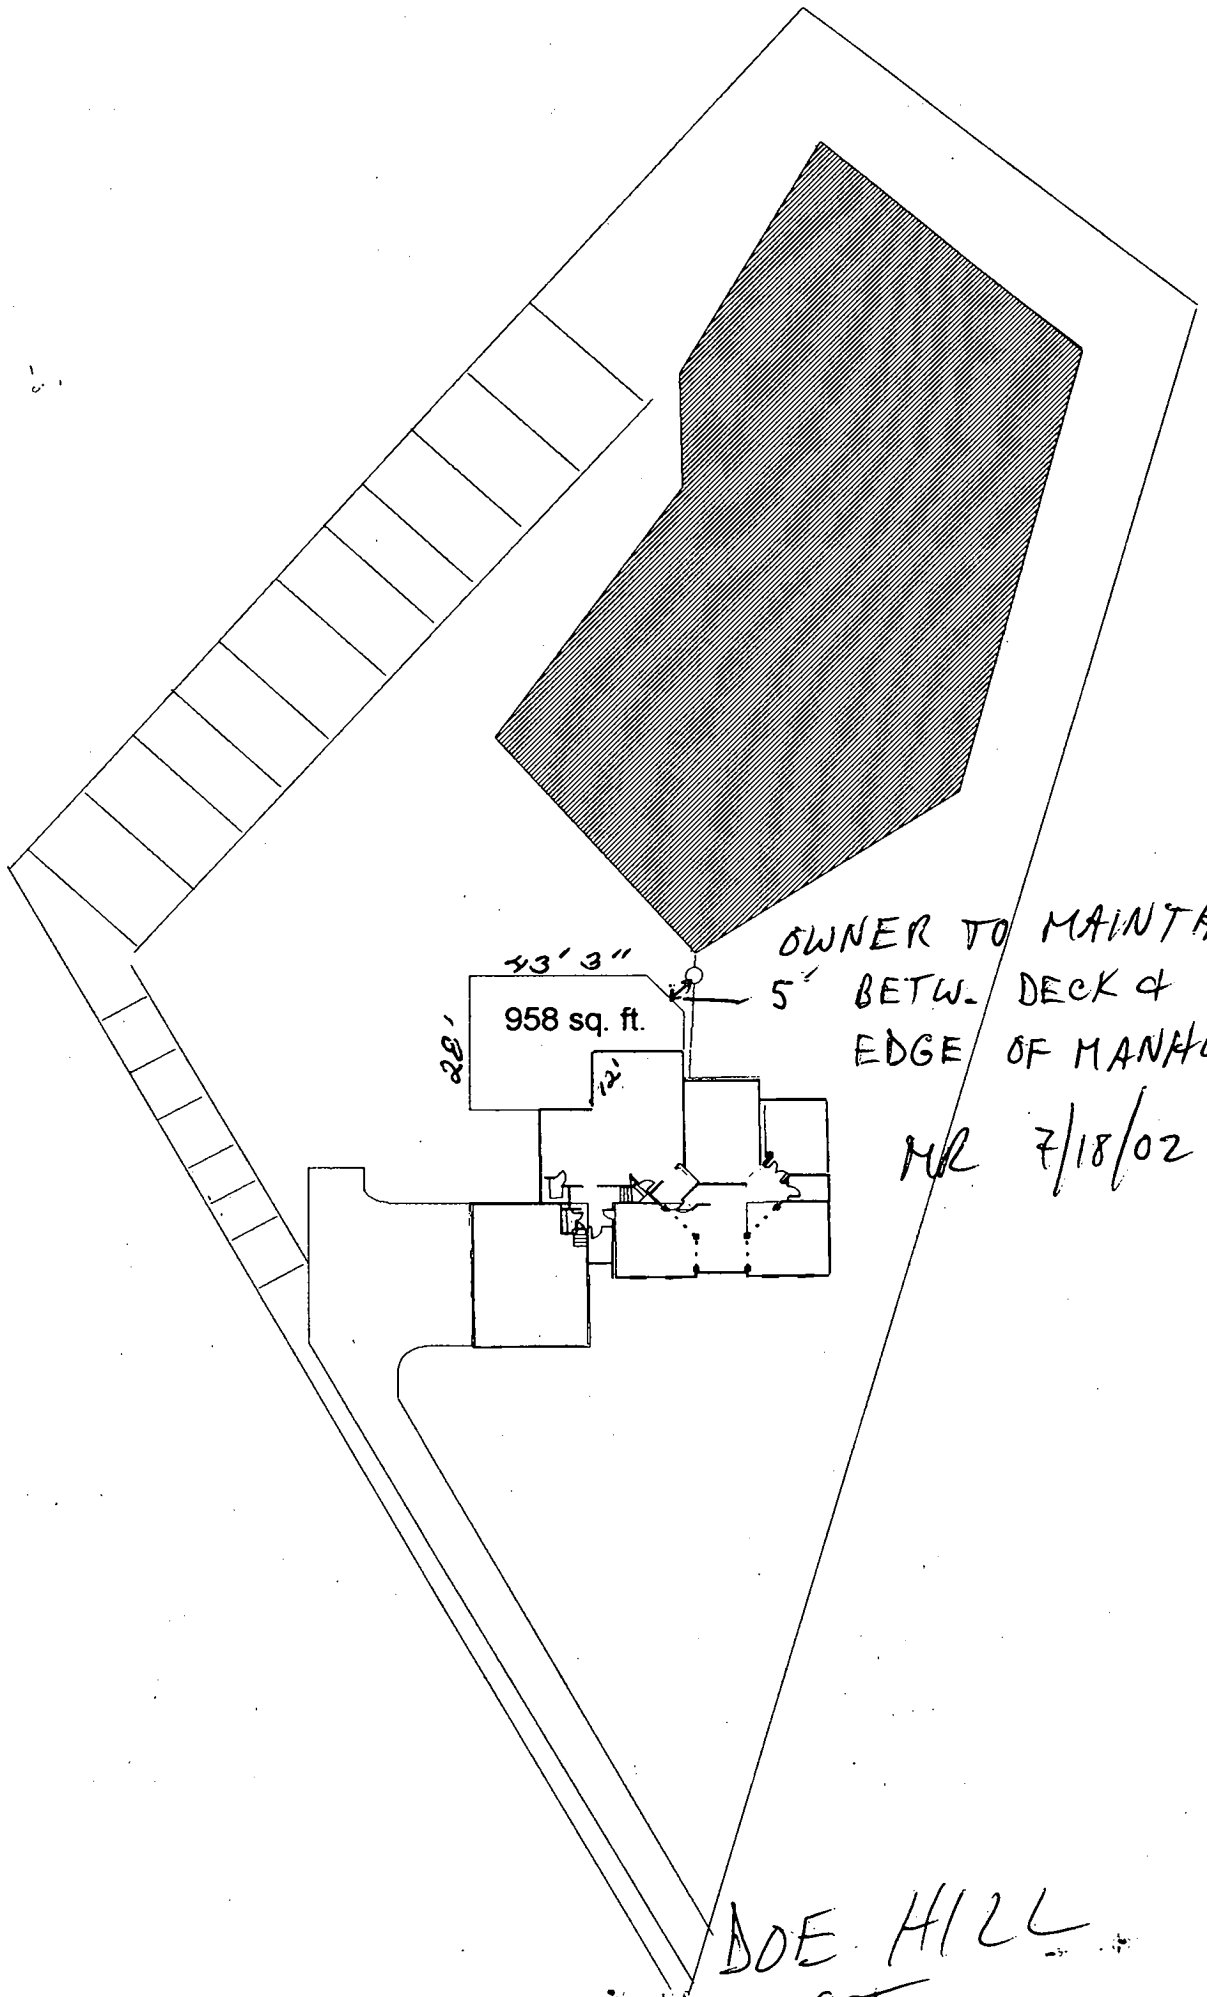 OWNER TO MAINTA
43' 3"
5' BETW. DECK &
958 sq. ft.
28'
EDGE OF MANHO
12'
MR 7/18/02
DOE HILL